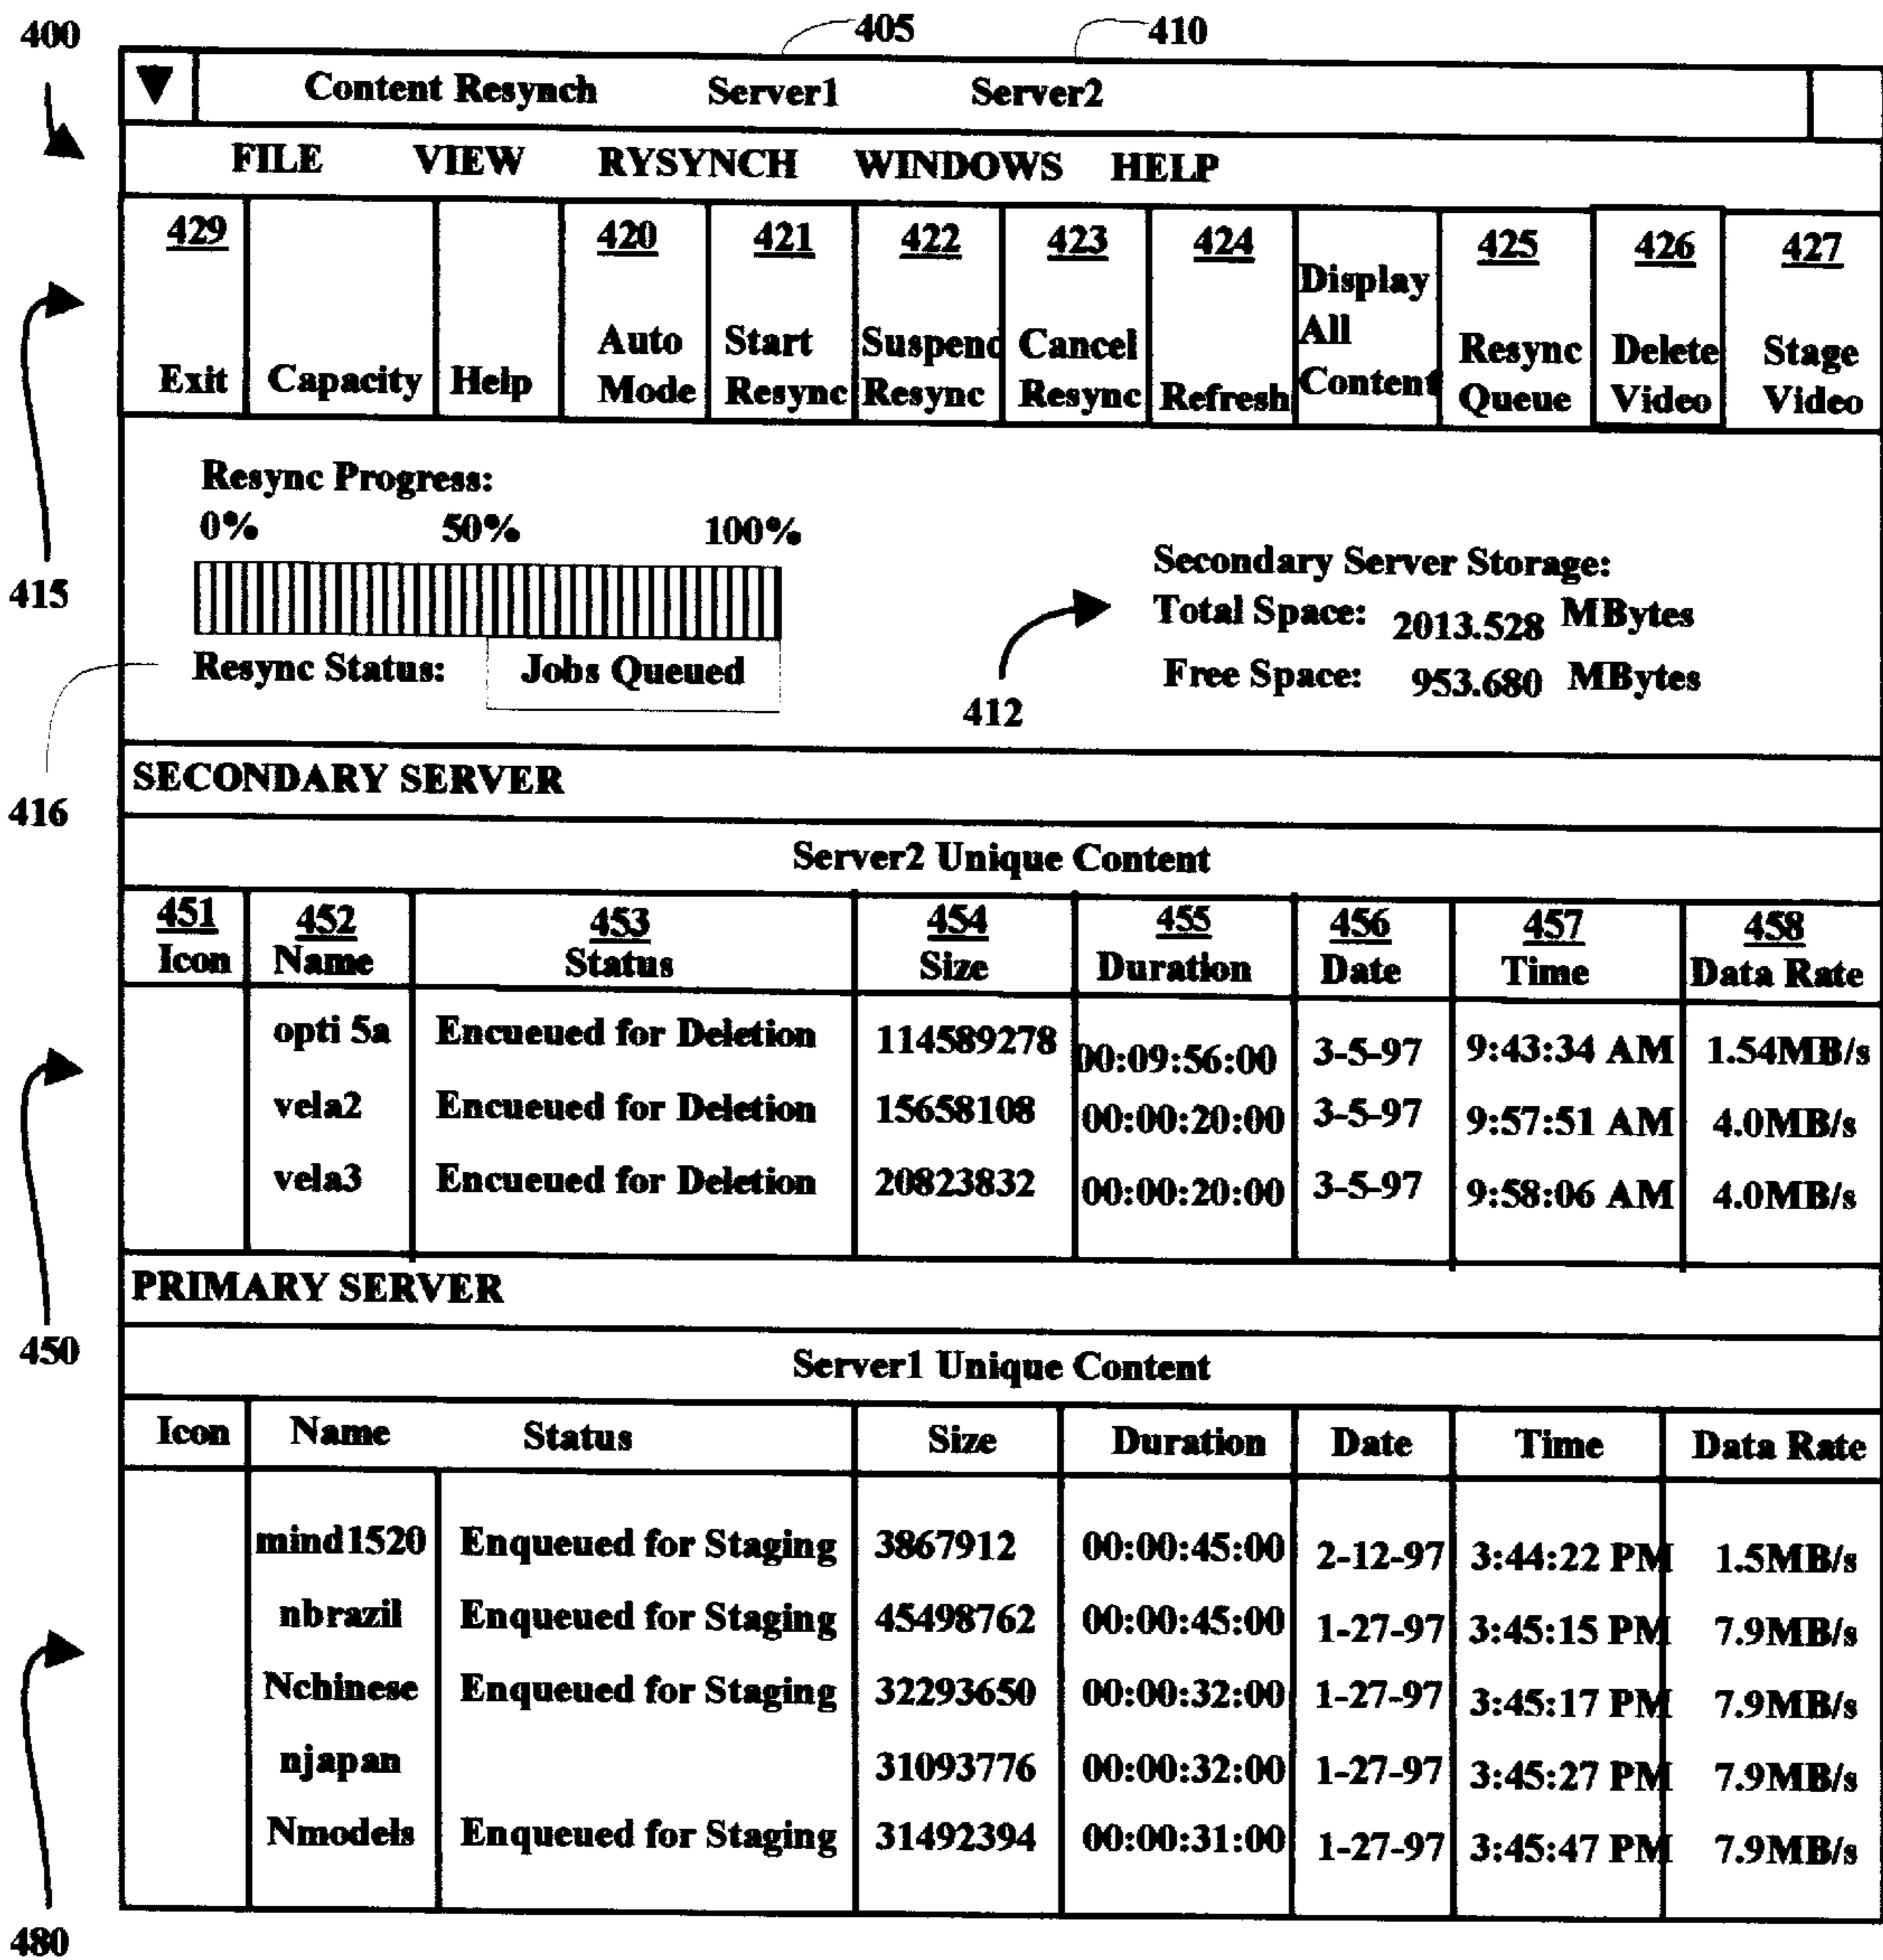 405 410
400
Content Resynch Server1 Server2
FILE VIEW RYSYNCH WINDOWS HELP
429 Exit
Capacity
Help
420 Auto Mode
421 Start Resync
422 Suspend Resync
423 Cancel Resync
424 Refresh
Display All Content
425 Resync Queue
426 Delete Video
427 Stage Video
415
Resync Progress:
0% 50% 100%
Resync Status: Jobs Queued
416
412
Secondary Server Storage:
Total Space: 2013.528 MBytes
Free Space: 953.680 MBytes
SECONDARY SERVER
Server2 Unique Content
451 452 453 454 455 456 457 458
Icon Name Status Size Duration Date Time Data Rate
opti 5a Encueued for Deletion 114589278 00:09:56:00 3-5-97 9:43:34 AM 1.54MB/s
vela2 Encueued for Deletion 15658108 00:00:20:00 3-5-97 9:57:51 AM 4.0MB/s
vela3 Encueued for Deletion 20823832 00:00:20:00 3-5-97 9:58:06 AM 4.0MB/s
450
PRIMARY SERVER
Server1 Unique Content
Icon Name Status Size Duration Date Time Data Rate
mind1520 Enqueued for Staging 3867912 00:00:45:00 2-12-97 3:44:22 PM 1.5MB/s
nbrazil Enqueued for Staging 45498762 00:00:45:00 1-27-97 3:45:15 PM 7.9MB/s
Nchinese Enqueued for Staging 32293650 00:00:32:00 1-27-97 3:45:17 PM 7.9MB/s
njapan 31093776 00:00:32:00 1-27-97 3:45:27 PM 7.9MB/s
Nmodels Enqueued for Staging 31492394 00:00:31:00 1-27-97 3:45:47 PM 7.9MB/s
480